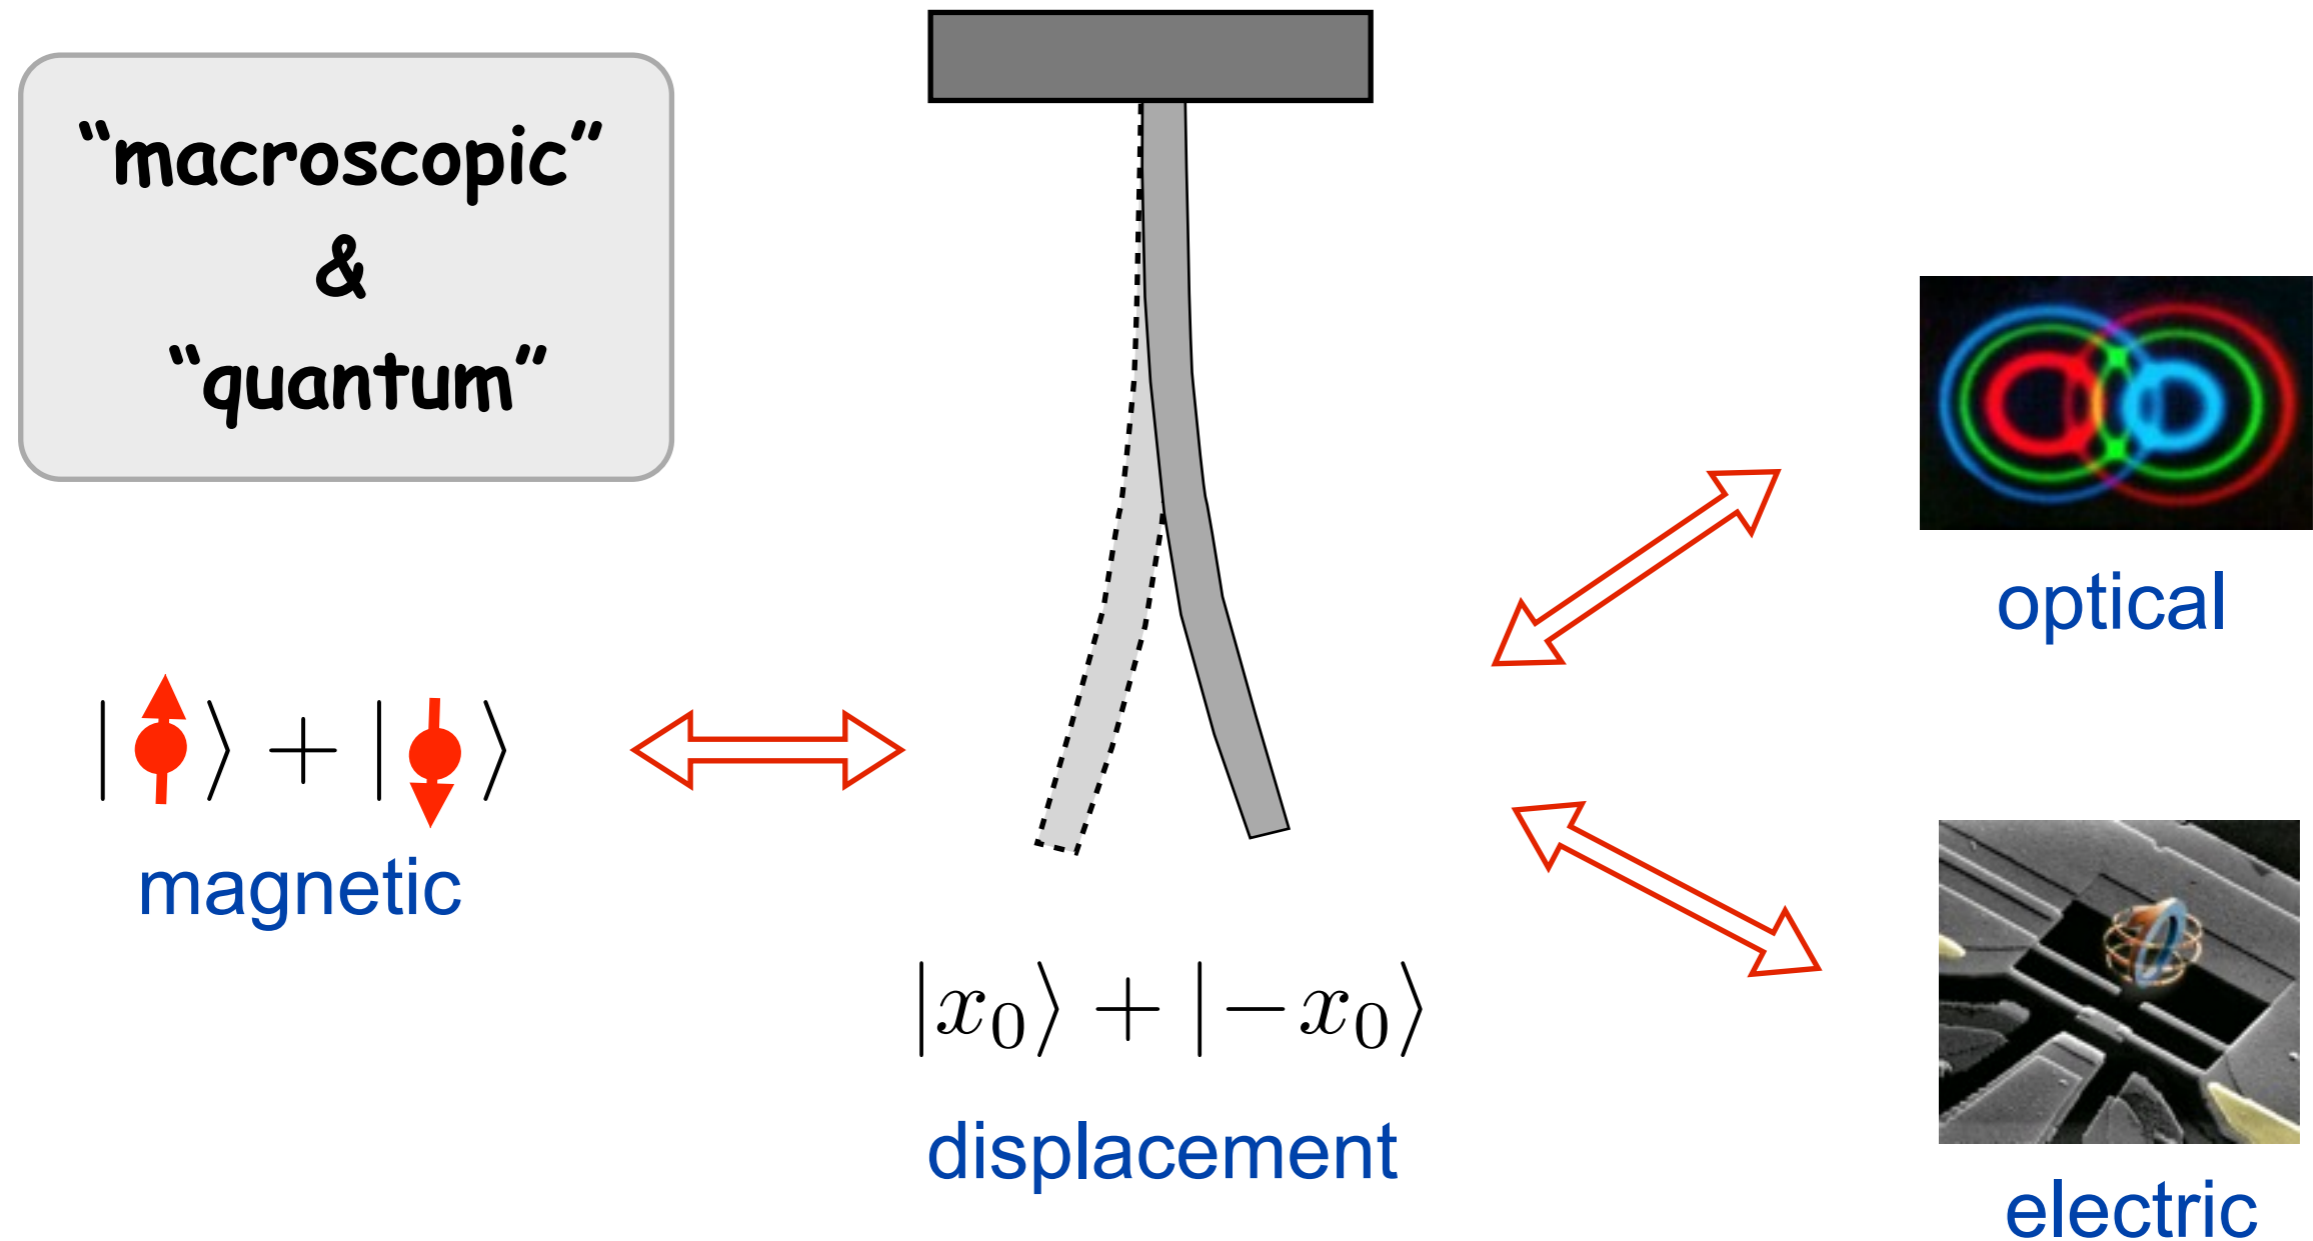 “macroscopic”
&
“quantum”
optical
| ⟩ + | ⟩
magnetic
|x₀⟩ + |−x₀⟩
displacement
electric